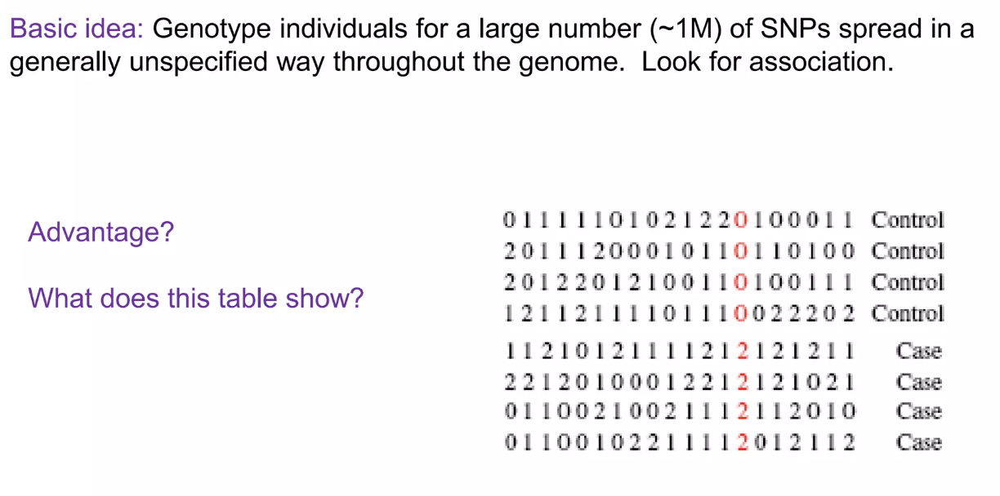 Basic idea: Genotype individuals for a large number (~1M) of SNPs spread in a
generally unspecified way throughout the genome. Look for association.
Advantage?
What does this table show?
0 1 1 1 1 1 1 0 1 0 2 1 2 2 0 1 0 0 0 1 1 Control
2 0 1 1 1 2 0 0 0 1 0 1 1 0 1 1 0 1 0 0 Control
2 0 1 2 2 0 1 2 1 0 0 1 1 0 1 0 0 1 1 1 Control
1 2 1 1 2 1 1 1 1 0 1 1 1 0 0 2 2 2 0 2 Control
1 1 2 1 0 1 2 1 1 1 1 2 1 2 1 2 1 2 1 1 Case
2 2 1 2 0 1 0 0 0 1 2 2 1 2 1 2 1 0 2 1 Case
0 1 1 0 0 2 1 0 0 2 1 1 1 2 1 1 2 0 1 0 Case
0 1 1 0 0 1 0 2 2 1 1 1 1 2 0 1 2 1 1 2 Case